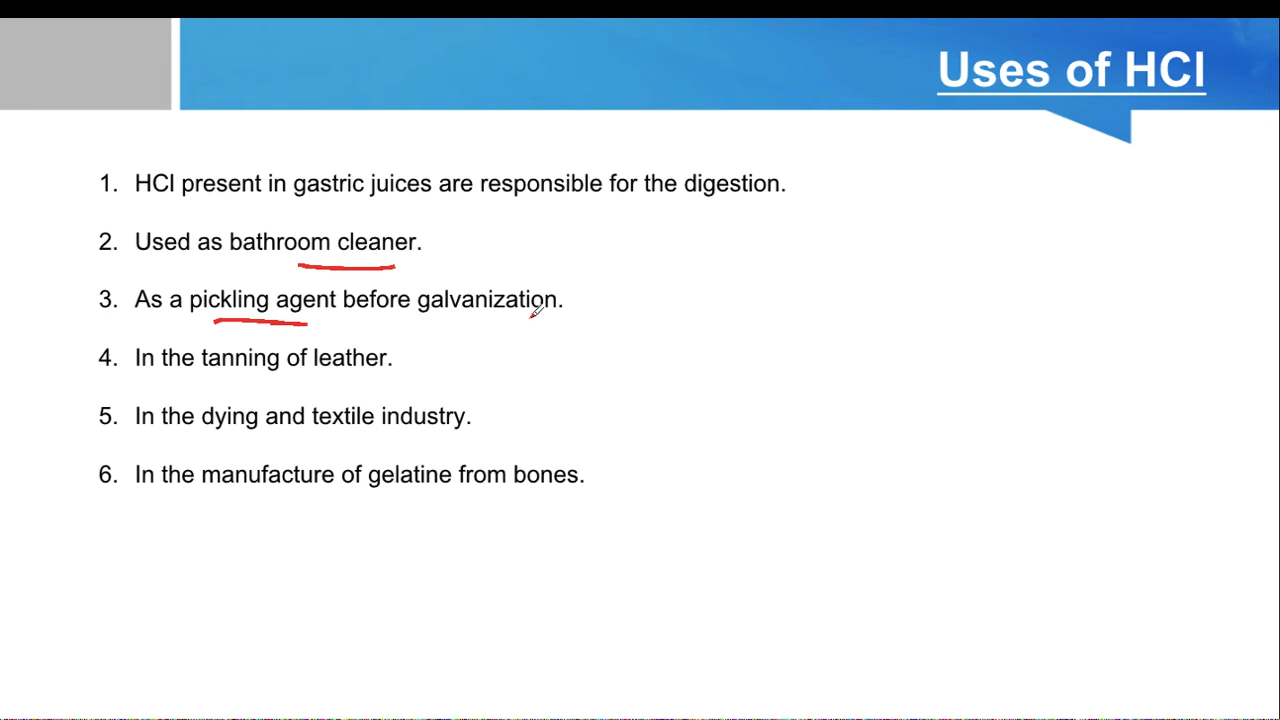 Uses of HCl
1. HCl present in gastric juices are responsible for the digestion.
2. Used as bathroom cleaner.
3. As a pickling agent before galvanization.
4. In the tanning of leather.
5. In the dying and textile industry.
6. In the manufacture of gelatine from bones.